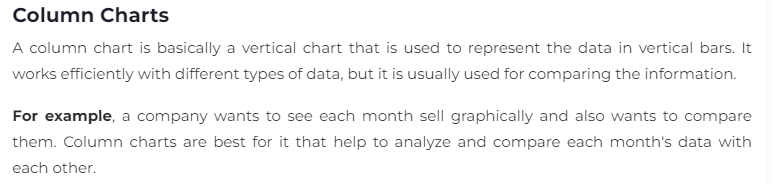 Column Charts
A column chart is basically a vertical chart that is used to represent the data in vertical bars. It
works efficiently with different types of data, but it is usually used for comparing the information.
For example, a company wants to see each month sell graphically and also wants to compare
them. Column charts are best for it that help to analyze and compare each month's data with
each other.